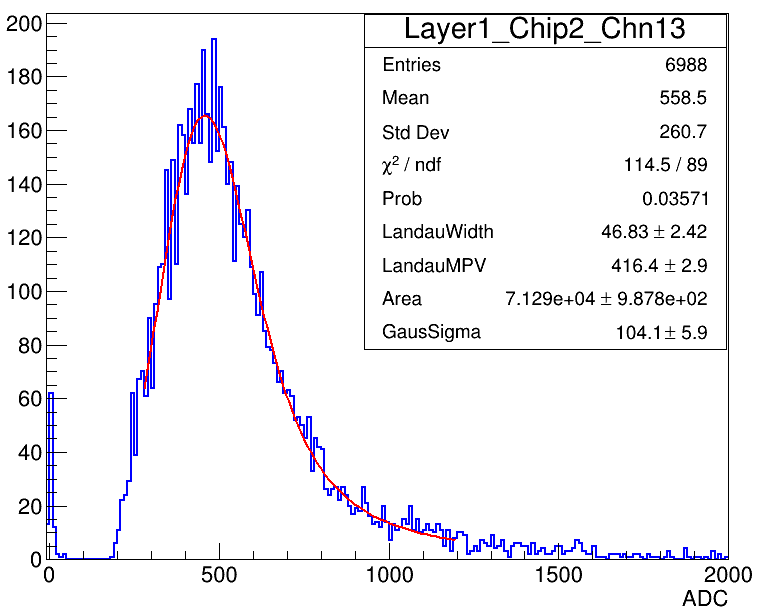 Layer1_Chip2_Chn13
Entries 6988
Mean 558.5
Std Dev 260.7
χ² / ndf 114.5 / 89
Prob 0.03571
LandauWidth 46.83 ± 2.42
LandauMPV 416.4 ± 2.9
Area 7.129e+04 ± 9.878e+02
GausSigma 104.1 ± 5.9
200
180
160
140
120
100
80
60
40
20
0
0 500 1000 1500 2000
ADC